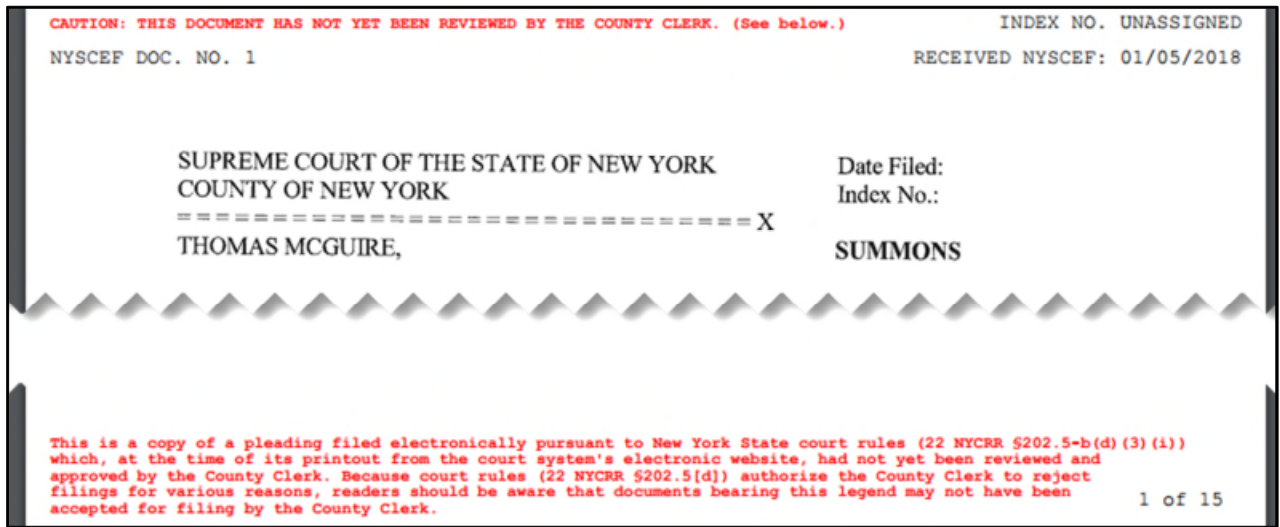 CAUTION: THIS DOCUMENT HAS NOT YET BEEN REVIEWED BY THE COUNTY CLERK. (See below.) INDEX NO. UNASSIGNED
NYSCEF DOC. NO. 1 RECEIVED NYSCEF: 01/05/2018
SUPREME COURT OF THE STATE OF NEW YORK Date Filed:
COUNTY OF NEW YORK Index No.:
=================================X
THOMAS MCGUIRE, SUMMONS
This is a copy of a pleading filed electronically pursuant to New York State court rules (22 NYCRR §202.5-b(d)(3)(i))
which, at the time of its printout from the court system's electronic website, had not yet been reviewed and
approved by the County Clerk. Because court rules (22 NYCRR §202.5[d]) authorize the County Clerk to reject
filings for various reasons, readers should be aware that documents bearing this legend may not have been
accepted for filing by the County Clerk. 1 of 15